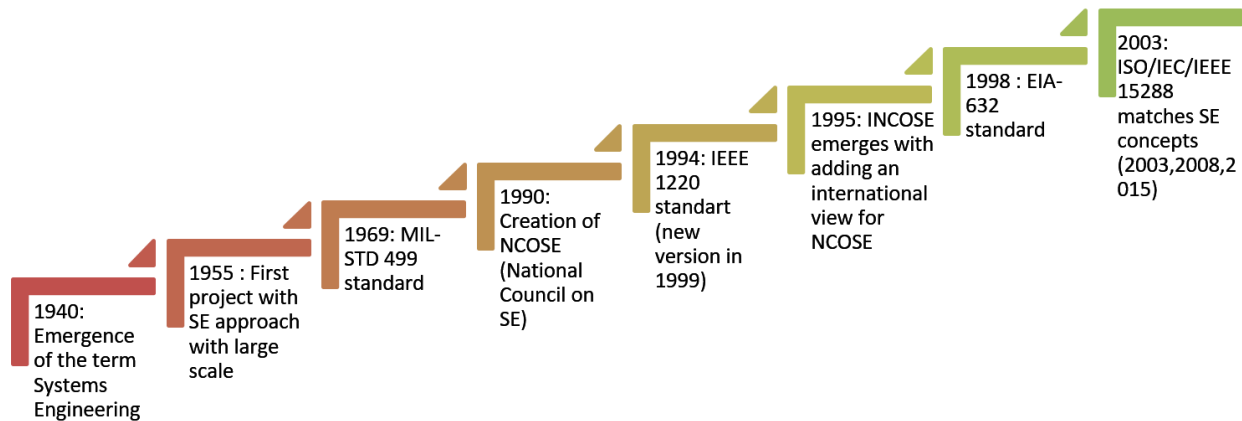 1940:
Emergence
of the term
Systems
Engineering
1955 : First
project with
SE approach
with large
scale
1969: MIL-
STD 499
standard
1990:
Creation of
NCOSE
(National
Council on
SE)
1994: IEEE
1220
standart
(new
version in
1999)
1995: INCOSE
emerges with
adding an
international
view for
NCOSE
1998 : EIA-
632
standard
2003:
ISO/IEC/IEEE
15288
matches SE
concepts
(2003,2008,2
015)